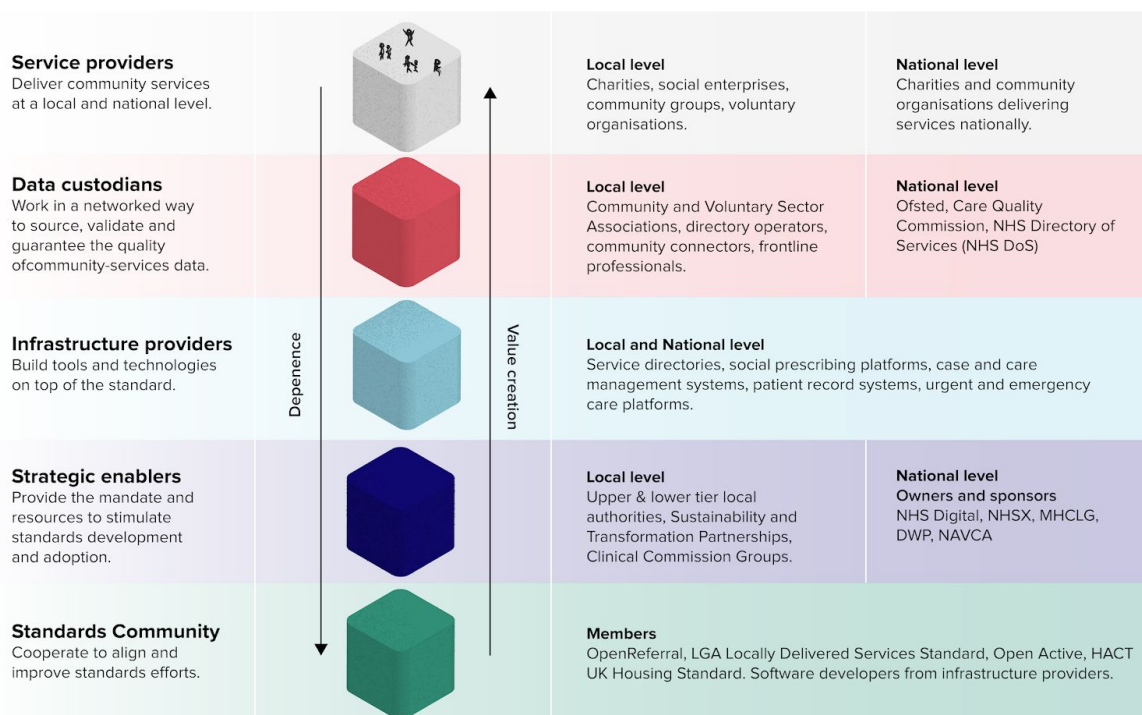 Service providers
Deliver community services
at a local and national level.
Local level
Charities, social enterprises,
community groups, voluntary
organisations.
National level
Charities and community
organisations delivering
services nationally.
Data custodians
Work in a networked way
to source, validate and
guarantee the quality
ofcommunity-services data.
Local level
Community and Voluntary Sector
Associations, directory operators,
community connectors, frontline
professionals.
National level
Ofsted, Care Quality
Commission, NHS Directory of
Services (NHS DoS)
Infrastructure providers
Build tools and technologies
on top of the standard.
Depenence
Value creation
Local and National level
Service directories, social prescribing platforms, case and care
management systems, patient record systems, urgent and emergency
care platforms.
Strategic enablers
Provide the mandate and
resources to stimulate
standards development
and adoption.
Local level
Upper & lower tier local
authorities, Sustainability and
Transformation Partnerships,
Clinical Commission Groups.
National level
Owners and sponsors
NHS Digital, NHSX, MHCLG,
DWP, NAVCA
Standards Community
Cooperate to align and
improve standards efforts.
Members
OpenReferral, LGA Locally Delivered Services Standard, Open Active, HACT
UK Housing Standard. Software developers from infrastructure providers.